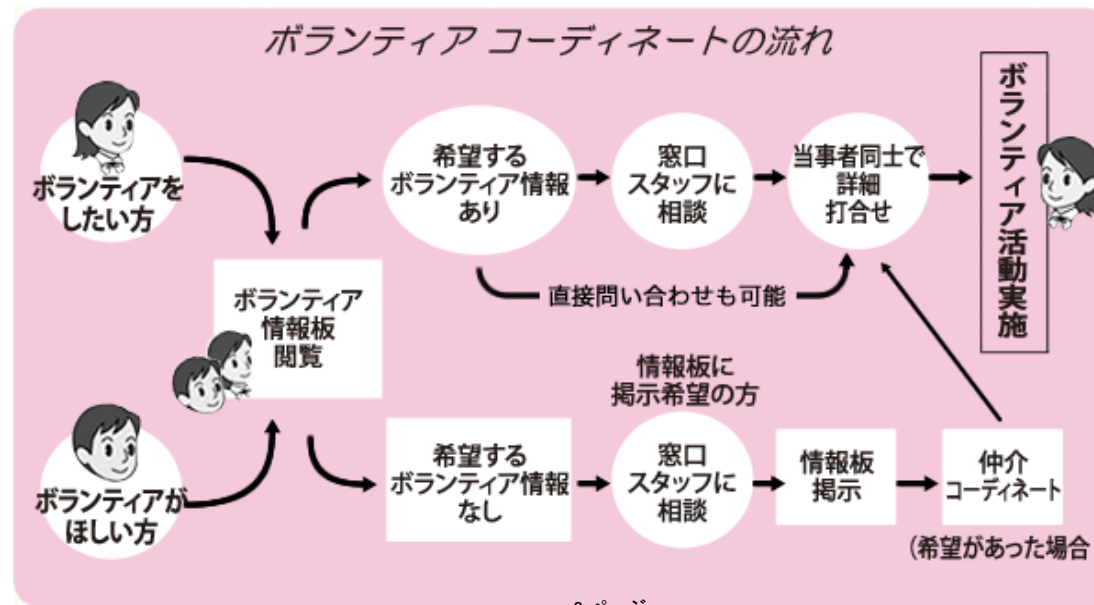 ボランティア コーディネートの流れ
ボランティアを
したい方
ボランティアが
ほしい方
ボランティア
情報板
閲覧
希望する
ボランティア情報
あり
窓口
スタッフに
相談
当事者同士で
詳細
打合せ
ボランティア活動実施
直接問い合わせも可能
希望する
ボランティア情報
なし
情報板に
掲示希望の方
窓口
スタッフに
相談
情報板
掲示
仲介
コーディネート
(希望があった場合